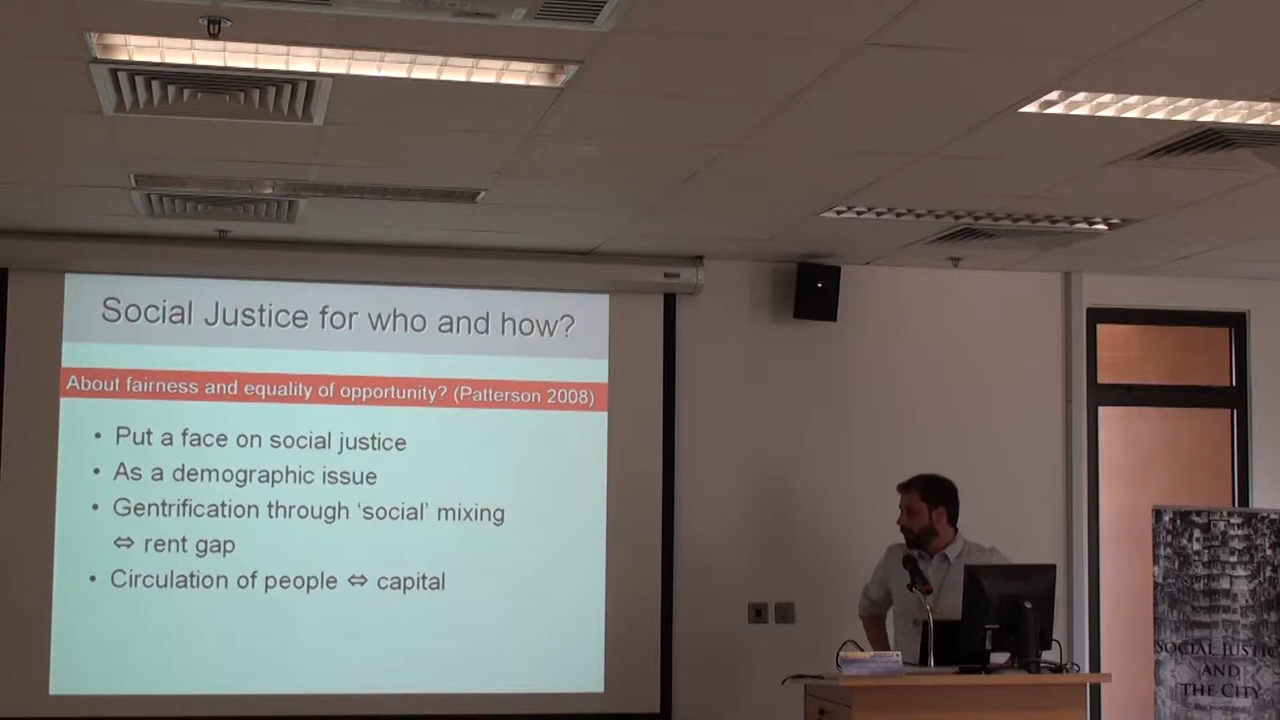 Social Justice for who and how?
About fairness and equality of opportunity? (Patterson 2008)
• Put a face on social justice
• As a demographic issue
• Gentrification through ‘social’ mixing
⇔ rent gap
• Circulation of people ⇔ capital
SOCIAL JUSTIC
AND
THE CITY